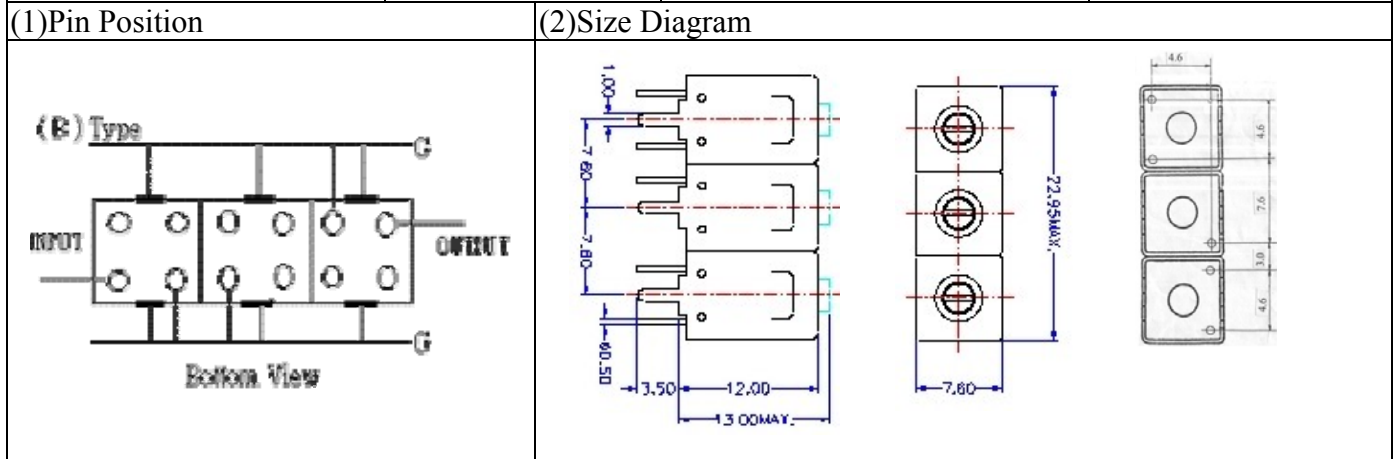 (1)Pin Position
(2)Size Diagram
(B) Type
G
INPUT
OUTPUT
G
Bottom View
1.00
7.60
7.60
Ø0.50
3.50
12.00
13.00MAX.
22.95MAX.
7.60
4.6
4.6
7.6
3.0
4.6